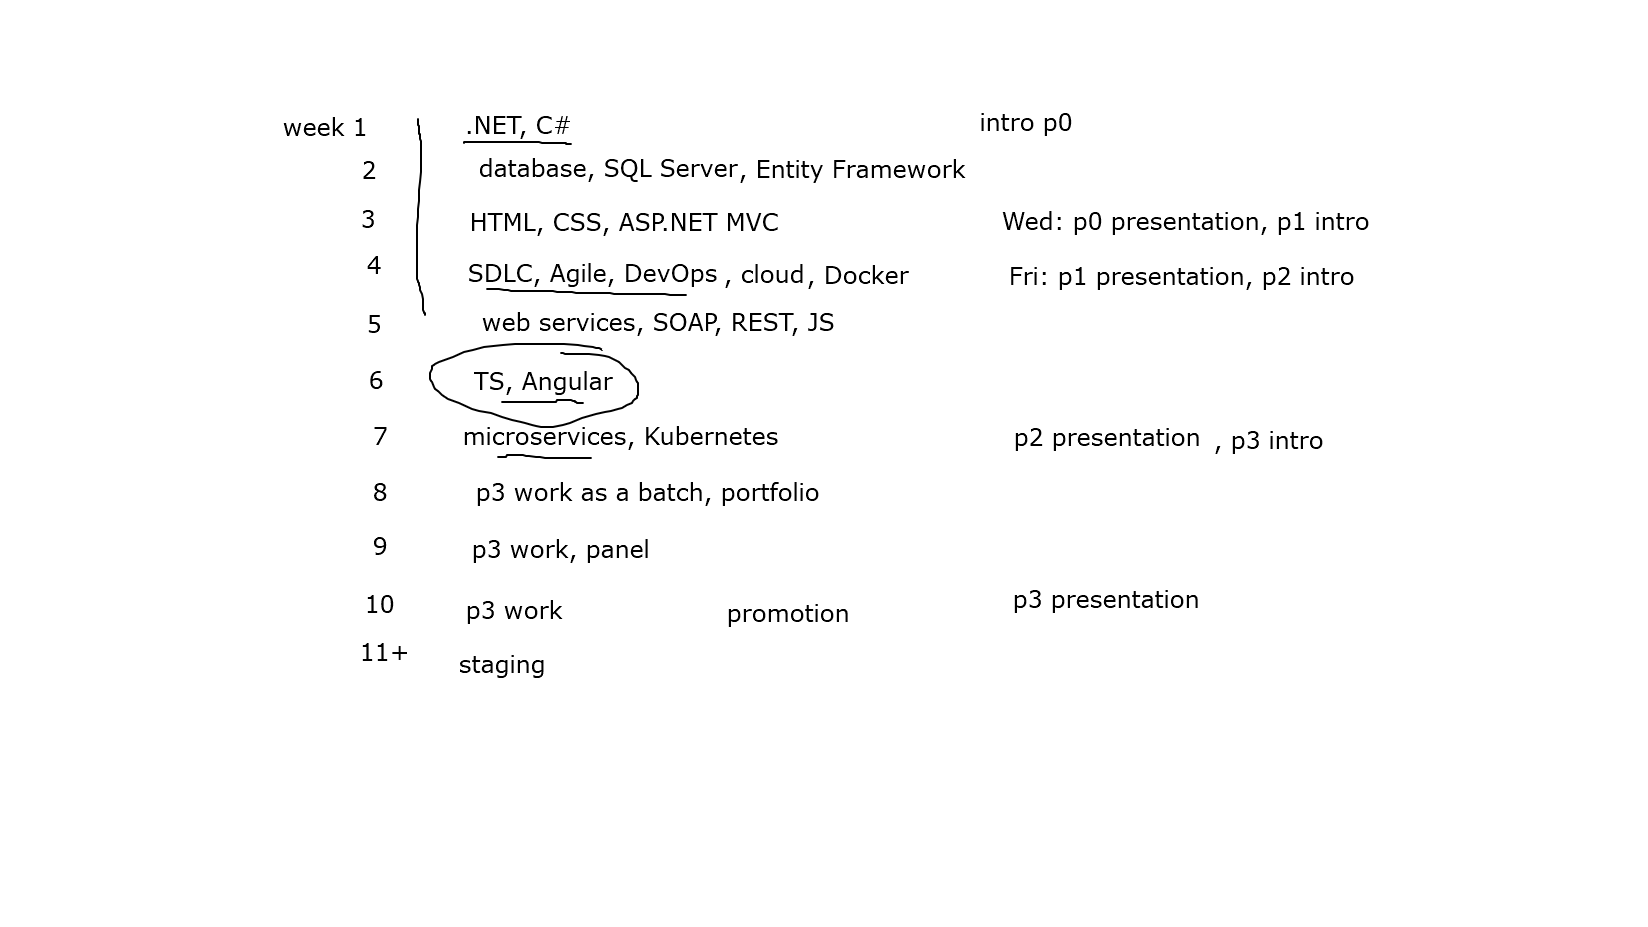 week 1 .NET, C# intro p0
2 database, SQL Server, Entity Framework
3 HTML, CSS, ASP.NET MVC Wed: p0 presentation, p1 intro
4 SDLC, Agile, DevOps , cloud, Docker Fri: p1 presentation, p2 intro
5 web services, SOAP, REST, JS
6 TS, Angular
7 microservices, Kubernetes p2 presentation , p3 intro
8 p3 work as a batch, portfolio
9 p3 work, panel
10 p3 work promotion p3 presentation
11+ staging